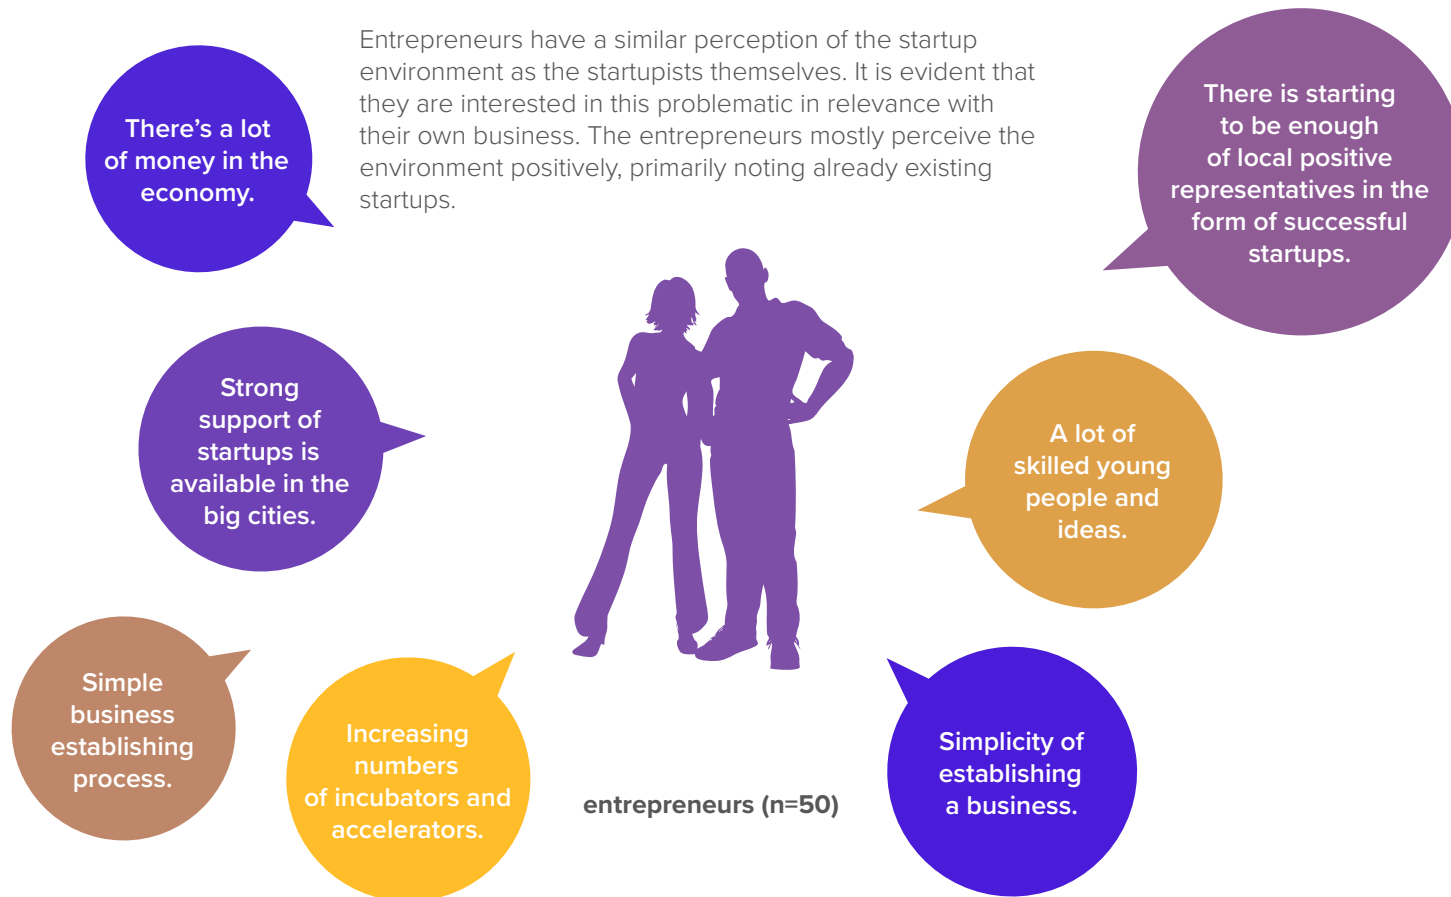 Entrepreneurs have a similar perception of the startup
environment as the startupists themselves. It is evident that
they are interested in this problematic in relevance with
their own business. The entrepreneurs mostly perceive the
environment positively, primarily noting already existing
startups.
There’s a lot
of money in the
economy.
There is starting
to be enough
of local positive
representatives in the
form of successful
startups.
Strong
support of
startups is
available in the
big cities.
A lot of
skilled young
people and
ideas.
Simple
business
establishing
process.
Increasing
numbers
of incubators and
accelerators.
entrepreneurs (n=50)
Simplicity of
establishing
a business.